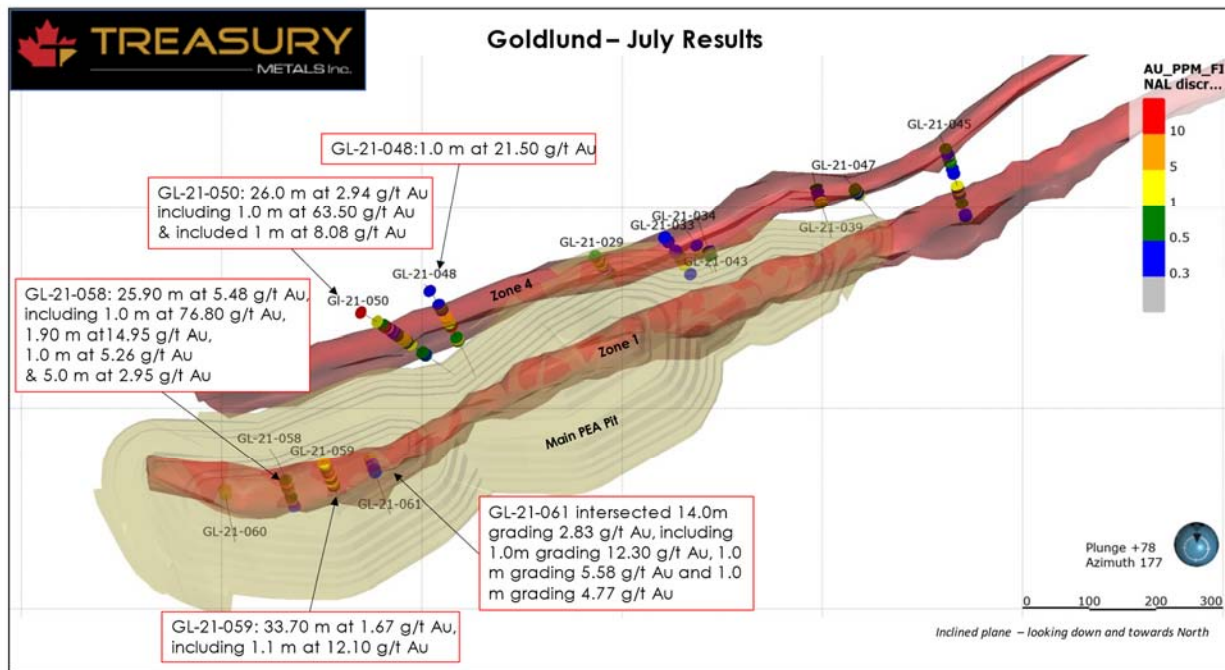 TREASURY
METALS Inc.
Goldlund – July Results
AU_PPM_FI
NAL discr...
10
5
1
0.5
0.3
GL-21-045
GL-21-048:1.0 m at 21.50 g/t Au
GL-21-047
GL-21-050: 26.0 m at 2.94 g/t Au
including 1.0 m at 63.50 g/t Au
& included 1 m at 8.08 g/t Au
GL-21-034
GL-21-033
GL-21-039
GL-21-029
GL-21-043
GL-21-048
Zone 4
GL-21-050
GL-21-058: 25.90 m at 5.48 g/t Au,
including 1.0 m at 76.80 g/t Au,
1.90 m at14.95 g/t Au,
1.0 m at 5.26 g/t Au
& 5.0 m at 2.95 g/t Au
Zone 1
Main PEA Pit
GL-21-058
GL-21-059
GL-21-061
GL-21-060
GL-21-061 intersected 14.0m
grading 2.83 g/t Au, including
1.0m grading 12.30 g/t Au, 1.0
m grading 5.58 g/t Au and 1.0
m grading 4.77 g/t Au
Plunge +78
Azimuth 177
0 100 200 300
GL-21-059: 33.70 m at 1.67 g/t Au,
including 1.1 m at 12.10 g/t Au
Inclined plane – looking down and towards North